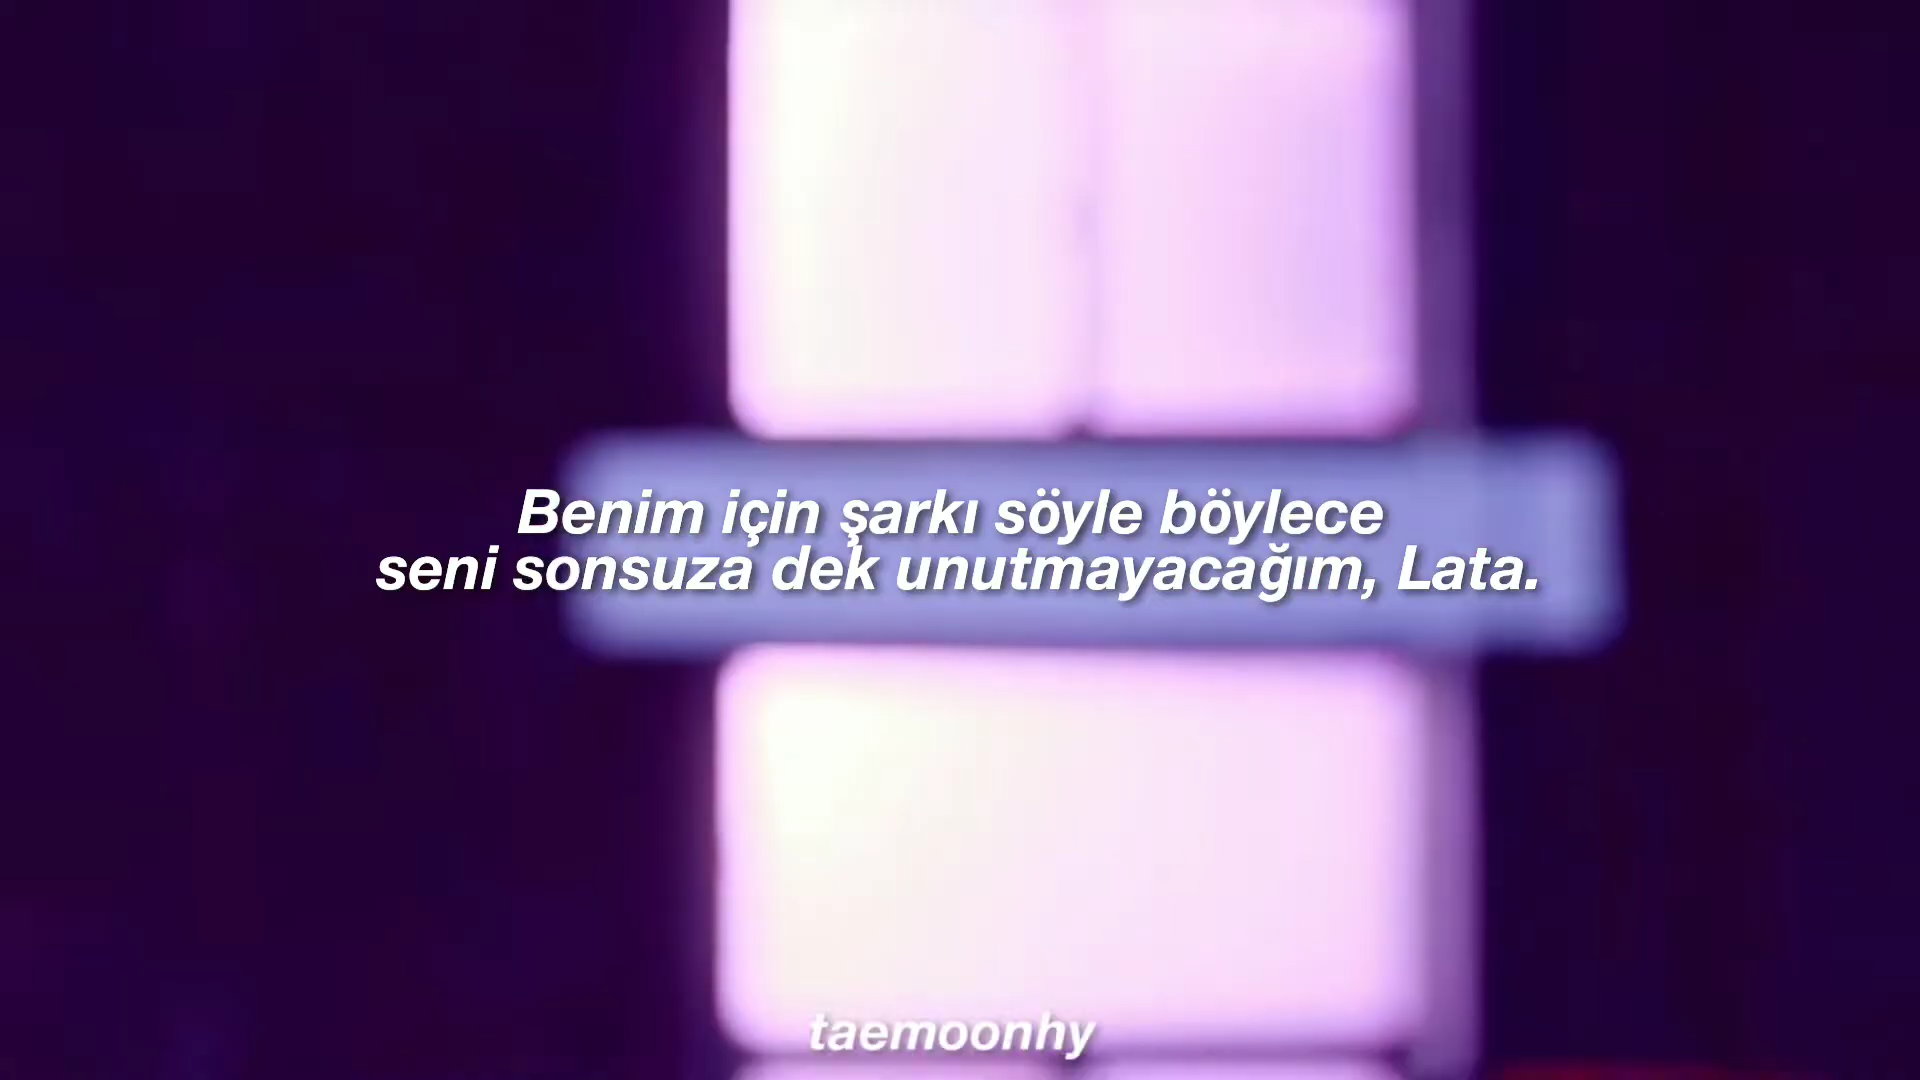 Benim için şarkı söyle böylece
seni sonsuza dek unutmayacağım, Lata.
taemoonhy